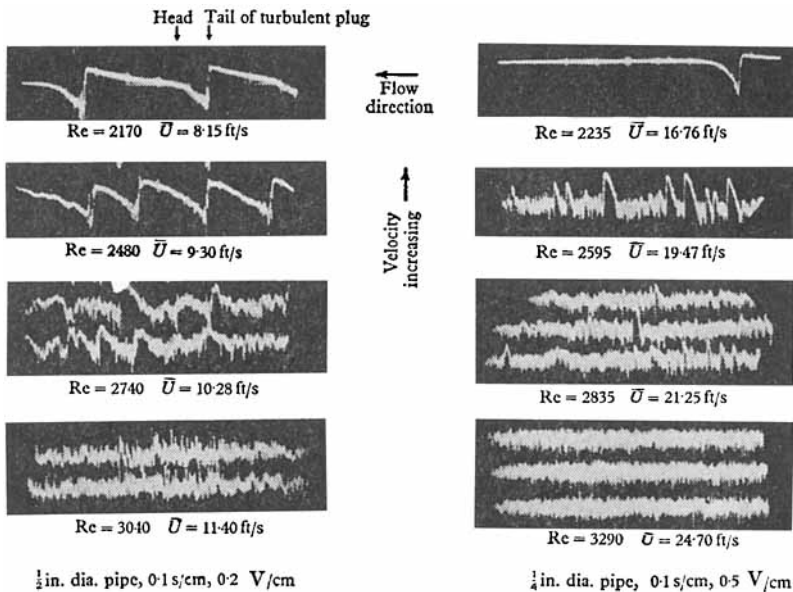 Head Tail of turbulent plug
Re = 2170 U̅ = 8·15 ft/s
Re = 2480 U̅ = 9·30 ft/s
Re = 2740 U̅ = 10·28 ft/s
Re = 3040 U̅ = 11·40 ft/s
½ in. dia. pipe, 0·1 s/cm, 0·2 V/cm
Flow
direction
Velocity
increasing
Re = 2235 U̅ = 16·76 ft/s
Re = 2595 U̅ = 19·47 ft/s
Re = 2835 U̅ = 21·25 ft/s
Re = 3290 U̅ = 24·70 ft/s
¼ in. dia. pipe, 0·1 s/cm, 0·5 V/cm